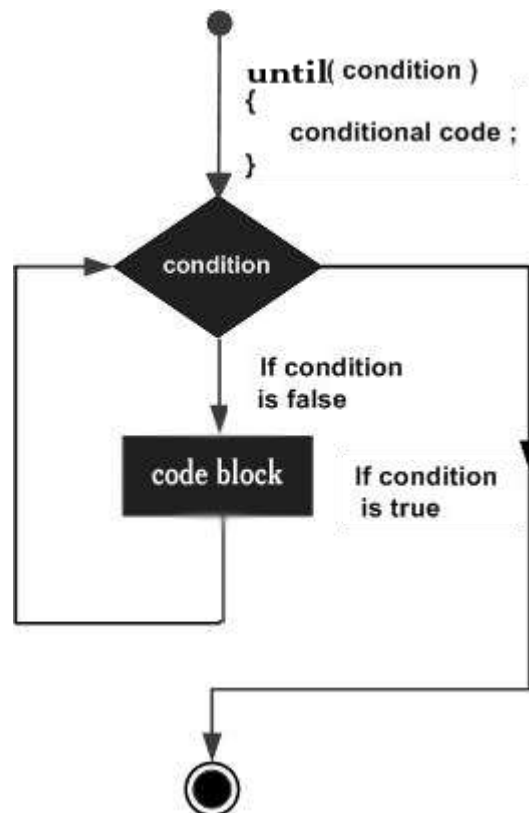 until( condition )
{
conditional code ;
}
condition
If condition
is false
code block
If condition
is true